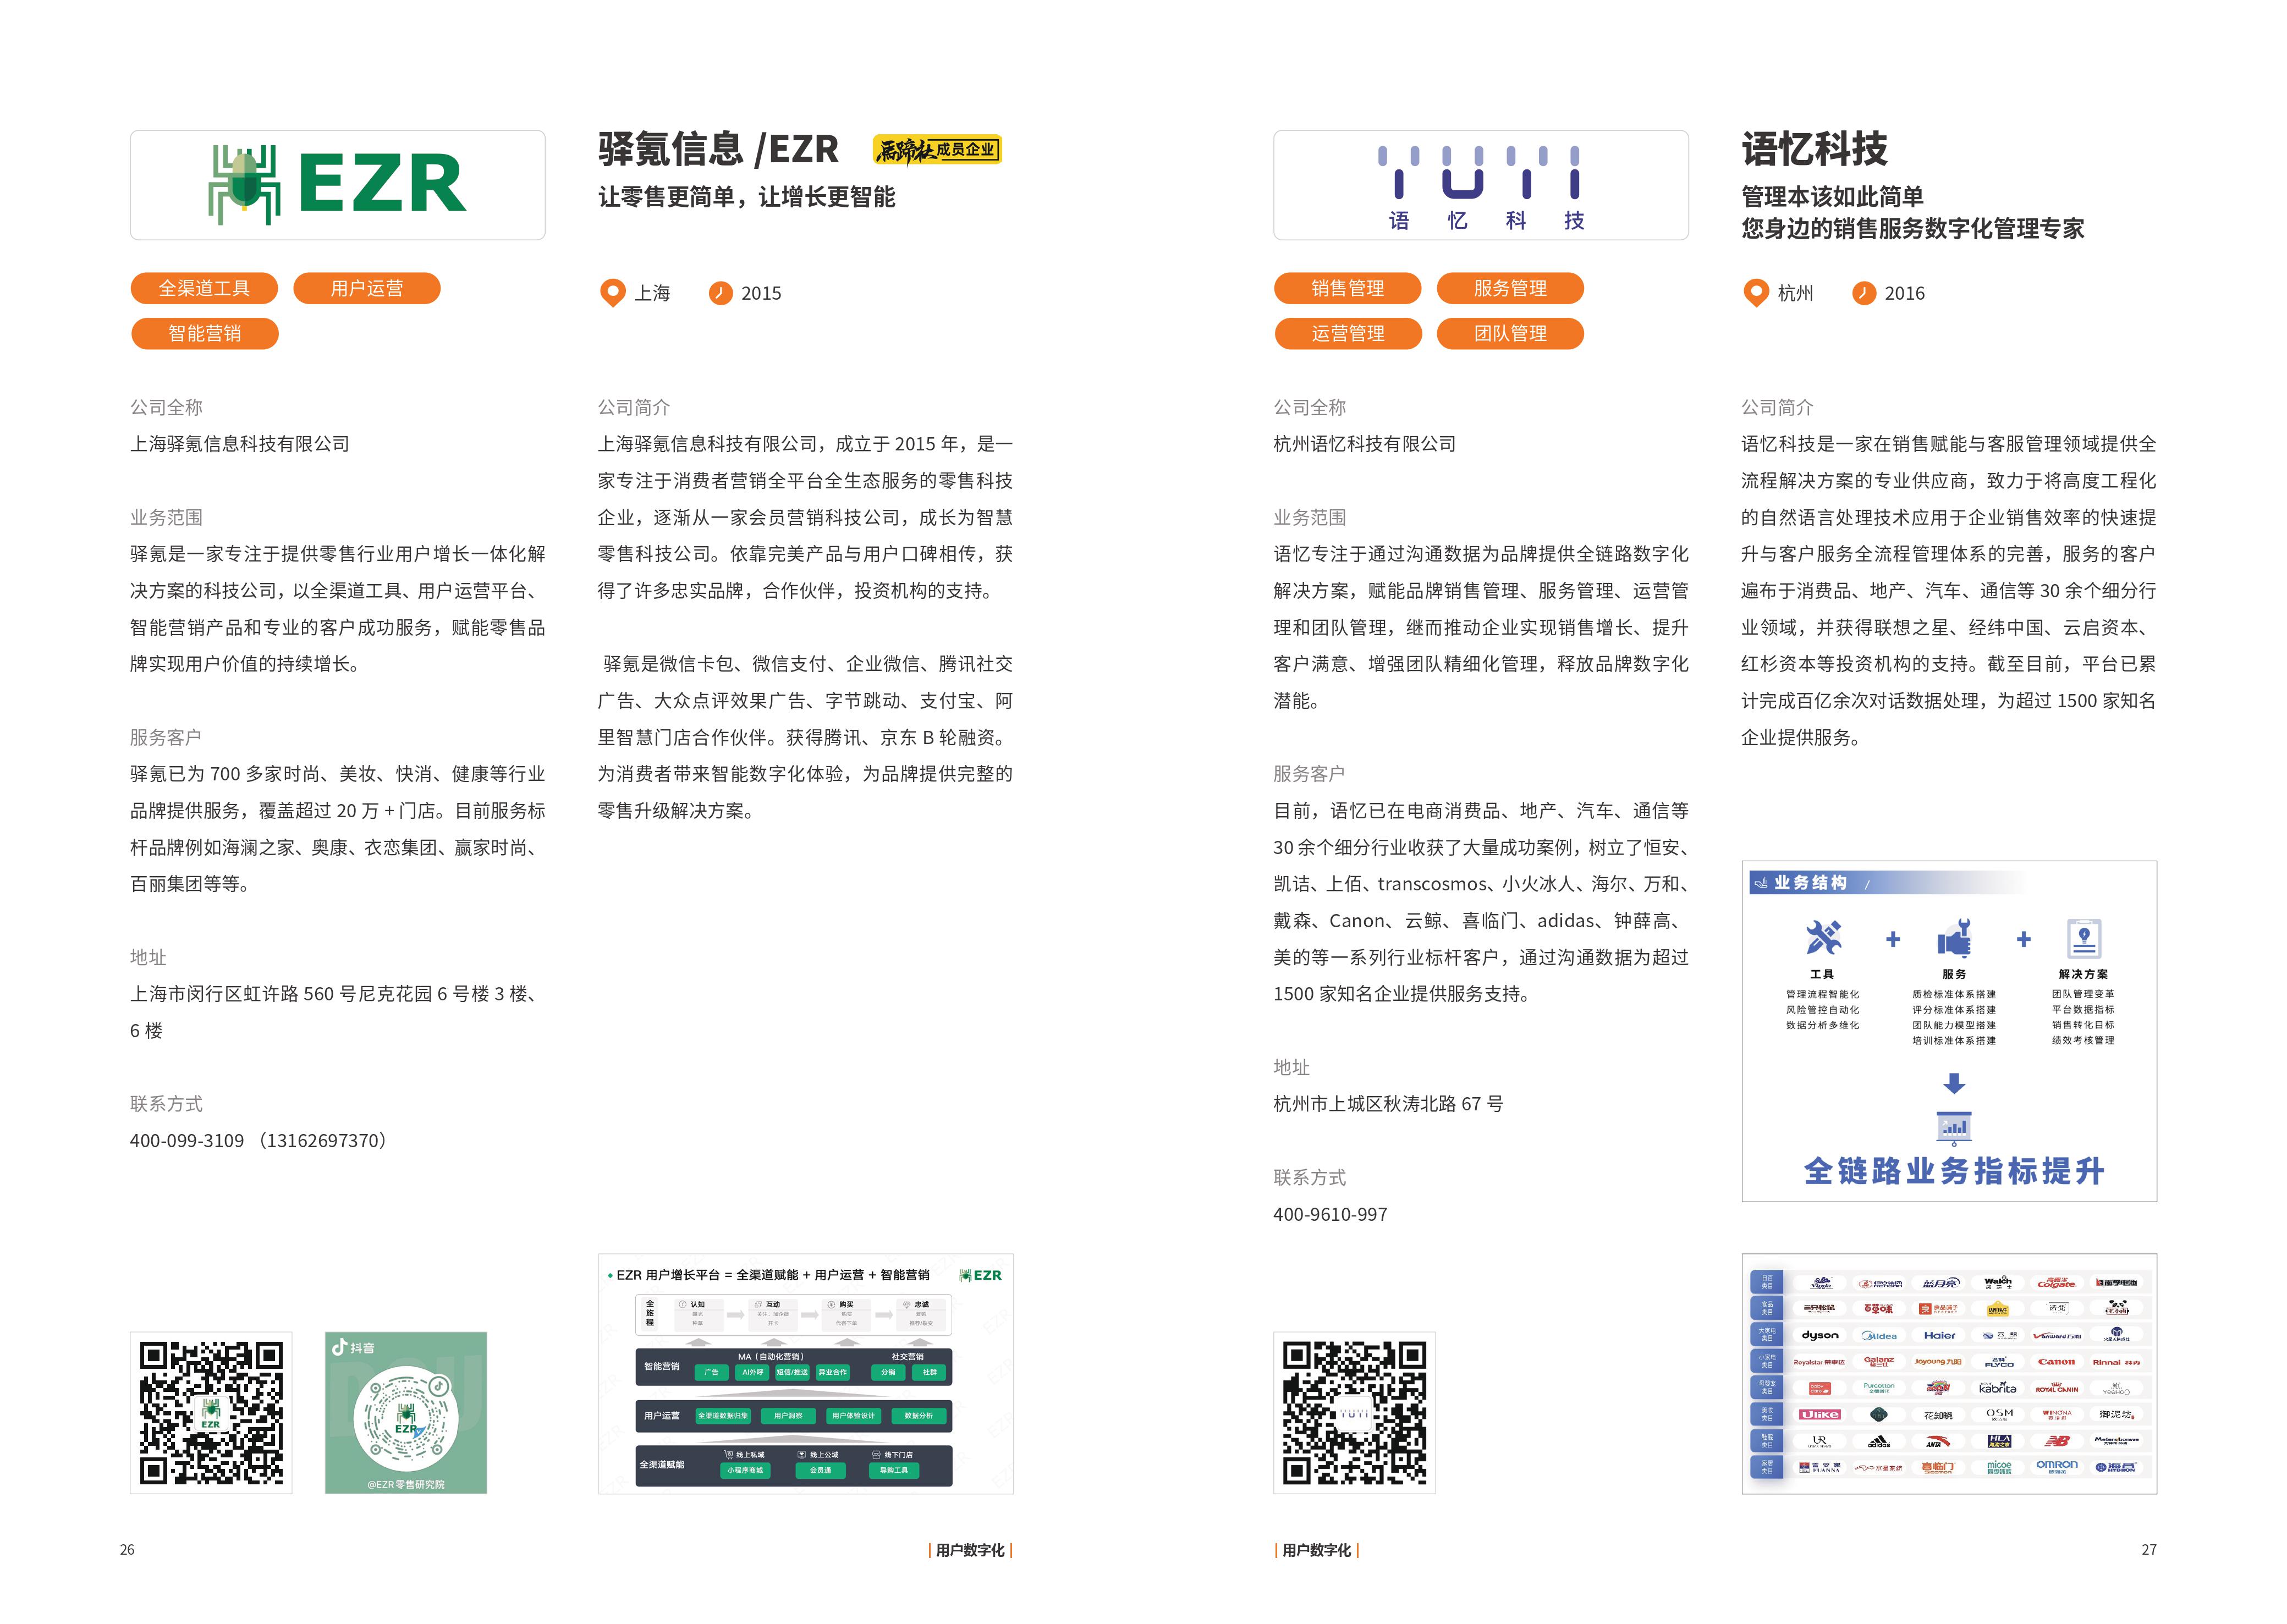 EZR
驿氪信息 /EZR
馬蹄社 成员企业
让零售更简单，让增长更智能
全渠道工具
用户运营
智能营销
上海
2015
公司全称
上海驿氪信息科技有限公司
业务范围
驿氪是一家专注于提供零售行业用户增长一体化解
决方案的科技公司，以全渠道工具、用户运营平台、
智能营销产品和专业的客户成功服务，赋能零售品
牌实现用户价值的持续增长。
服务客户
驿氪已为 700 多家时尚、美妆、快消、健康等行业
品牌提供服务，覆盖超过 20 万 + 门店。目前服务标
杆品牌例如海澜之家、奥康、衣恋集团、赢家时尚、
百丽集团等等。
地址
上海市闵行区虹许路 560 号尼克花园 6 号楼 3 楼、
6 楼
联系方式
400-099-3109 （13162697370）
EZR
抖音
EZR
@EZR零售研究院
公司简介
上海驿氪信息科技有限公司，成立于 2015 年，是一
家专注于消费者营销全平台全生态服务的零售科技
企业，逐渐从一家会员营销科技公司，成长为智慧
零售科技公司。依靠完美产品与用户口碑相传，获
得了许多忠实品牌，合作伙伴，投资机构的支持。
驿氪是微信卡包、微信支付、企业微信、腾讯社交
广告、大众点评效果广告、字节跳动、支付宝、阿
里智慧门店合作伙伴。获得腾讯、京东 B 轮融资。
为消费者带来智能数字化体验，为品牌提供完整的
零售升级解决方案。
EZR 用户增长平台 = 全渠道赋能 + 用户运营 + 智能营销
EZR
全旅程
认知
互动
购买
忠诚
智能营销
MA（自动化营销）
社交营销
广告
AI外呼
短信/推送
异业合作
分销
社群
用户运营
全渠道数据归集
用户洞察
用户体验设计
数据分析
全渠道赋能
线上私域
线上公域
线下门店
小程序商城
会员通
导购工具
26
用户数字化
YUYI
语忆科技
语忆科技
管理本该如此简单
您身边的销售服务数字化管理专家
销售管理
服务管理
运营管理
团队管理
杭州
2016
公司全称
杭州语忆科技有限公司
业务范围
语忆专注于通过沟通数据为品牌提供全链路数字化
解决方案，赋能品牌销售管理、服务管理、运营管
理和团队管理，继而推动企业实现销售增长、提升
客户满意、增强团队精细化管理，释放品牌数字化
潜能。
服务客户
目前，语忆已在电商消费品、地产、汽车、通信等
30 余个细分行业收获了大量成功案例，树立了恒安、
凯诘、上佰、transcosmos、小火冰人、海尔、万和、
戴森、Canon、云鲸、喜临门、adidas、钟薛高、
美的等一系列行业标杆客户，通过沟通数据为超过
1500 家知名企业提供服务支持。
地址
杭州市上城区秋涛北路 67 号
联系方式
400-9610-997
YUYI
公司简介
语忆科技是一家在销售赋能与客服管理领域提供全
流程解决方案的专业供应商，致力于将高度工程化
的自然语言处理技术应用于企业销售效率的快速提
升与客户服务全流程管理体系的完善，服务的客户
遍布于消费品、地产、汽车、通信等 30 余个细分行
业领域，并获得联想之星、经纬中国、云启资本、
红杉资本等投资机构的支持。截至目前，平台已累
计完成百亿余次对话数据处理，为超过 1500 家知名
企业提供服务。
业务结构
工具
管理流程智能化
风险管控自动化
数据分析多维化
服务
质检标准体系搭建
评分标准体系搭建
团队能力模型搭建
培训标准体系搭建
解决方案
团队管理变革
平台数据指标
销售转化目标
绩效考核管理
全链路业务指标提升
蓝月亮
Walch
Colgate
三只松鼠
百草味
良品铺子
dyson
Midea
Haier
Vanward万和
Royalstar 荣事达
Galanz
Joyoung九阳
FLYCO
Canon
Rinnai 林内
kabrita
ROYAL CANIN
Ulike
花知晓
OSM
WINONA
御泥坊
UR
adidas
ANTA
HLA
NB
富安娜
FUANNA
水星家纺
喜临门
micoe
OMRON
海昌
用户数字化
27